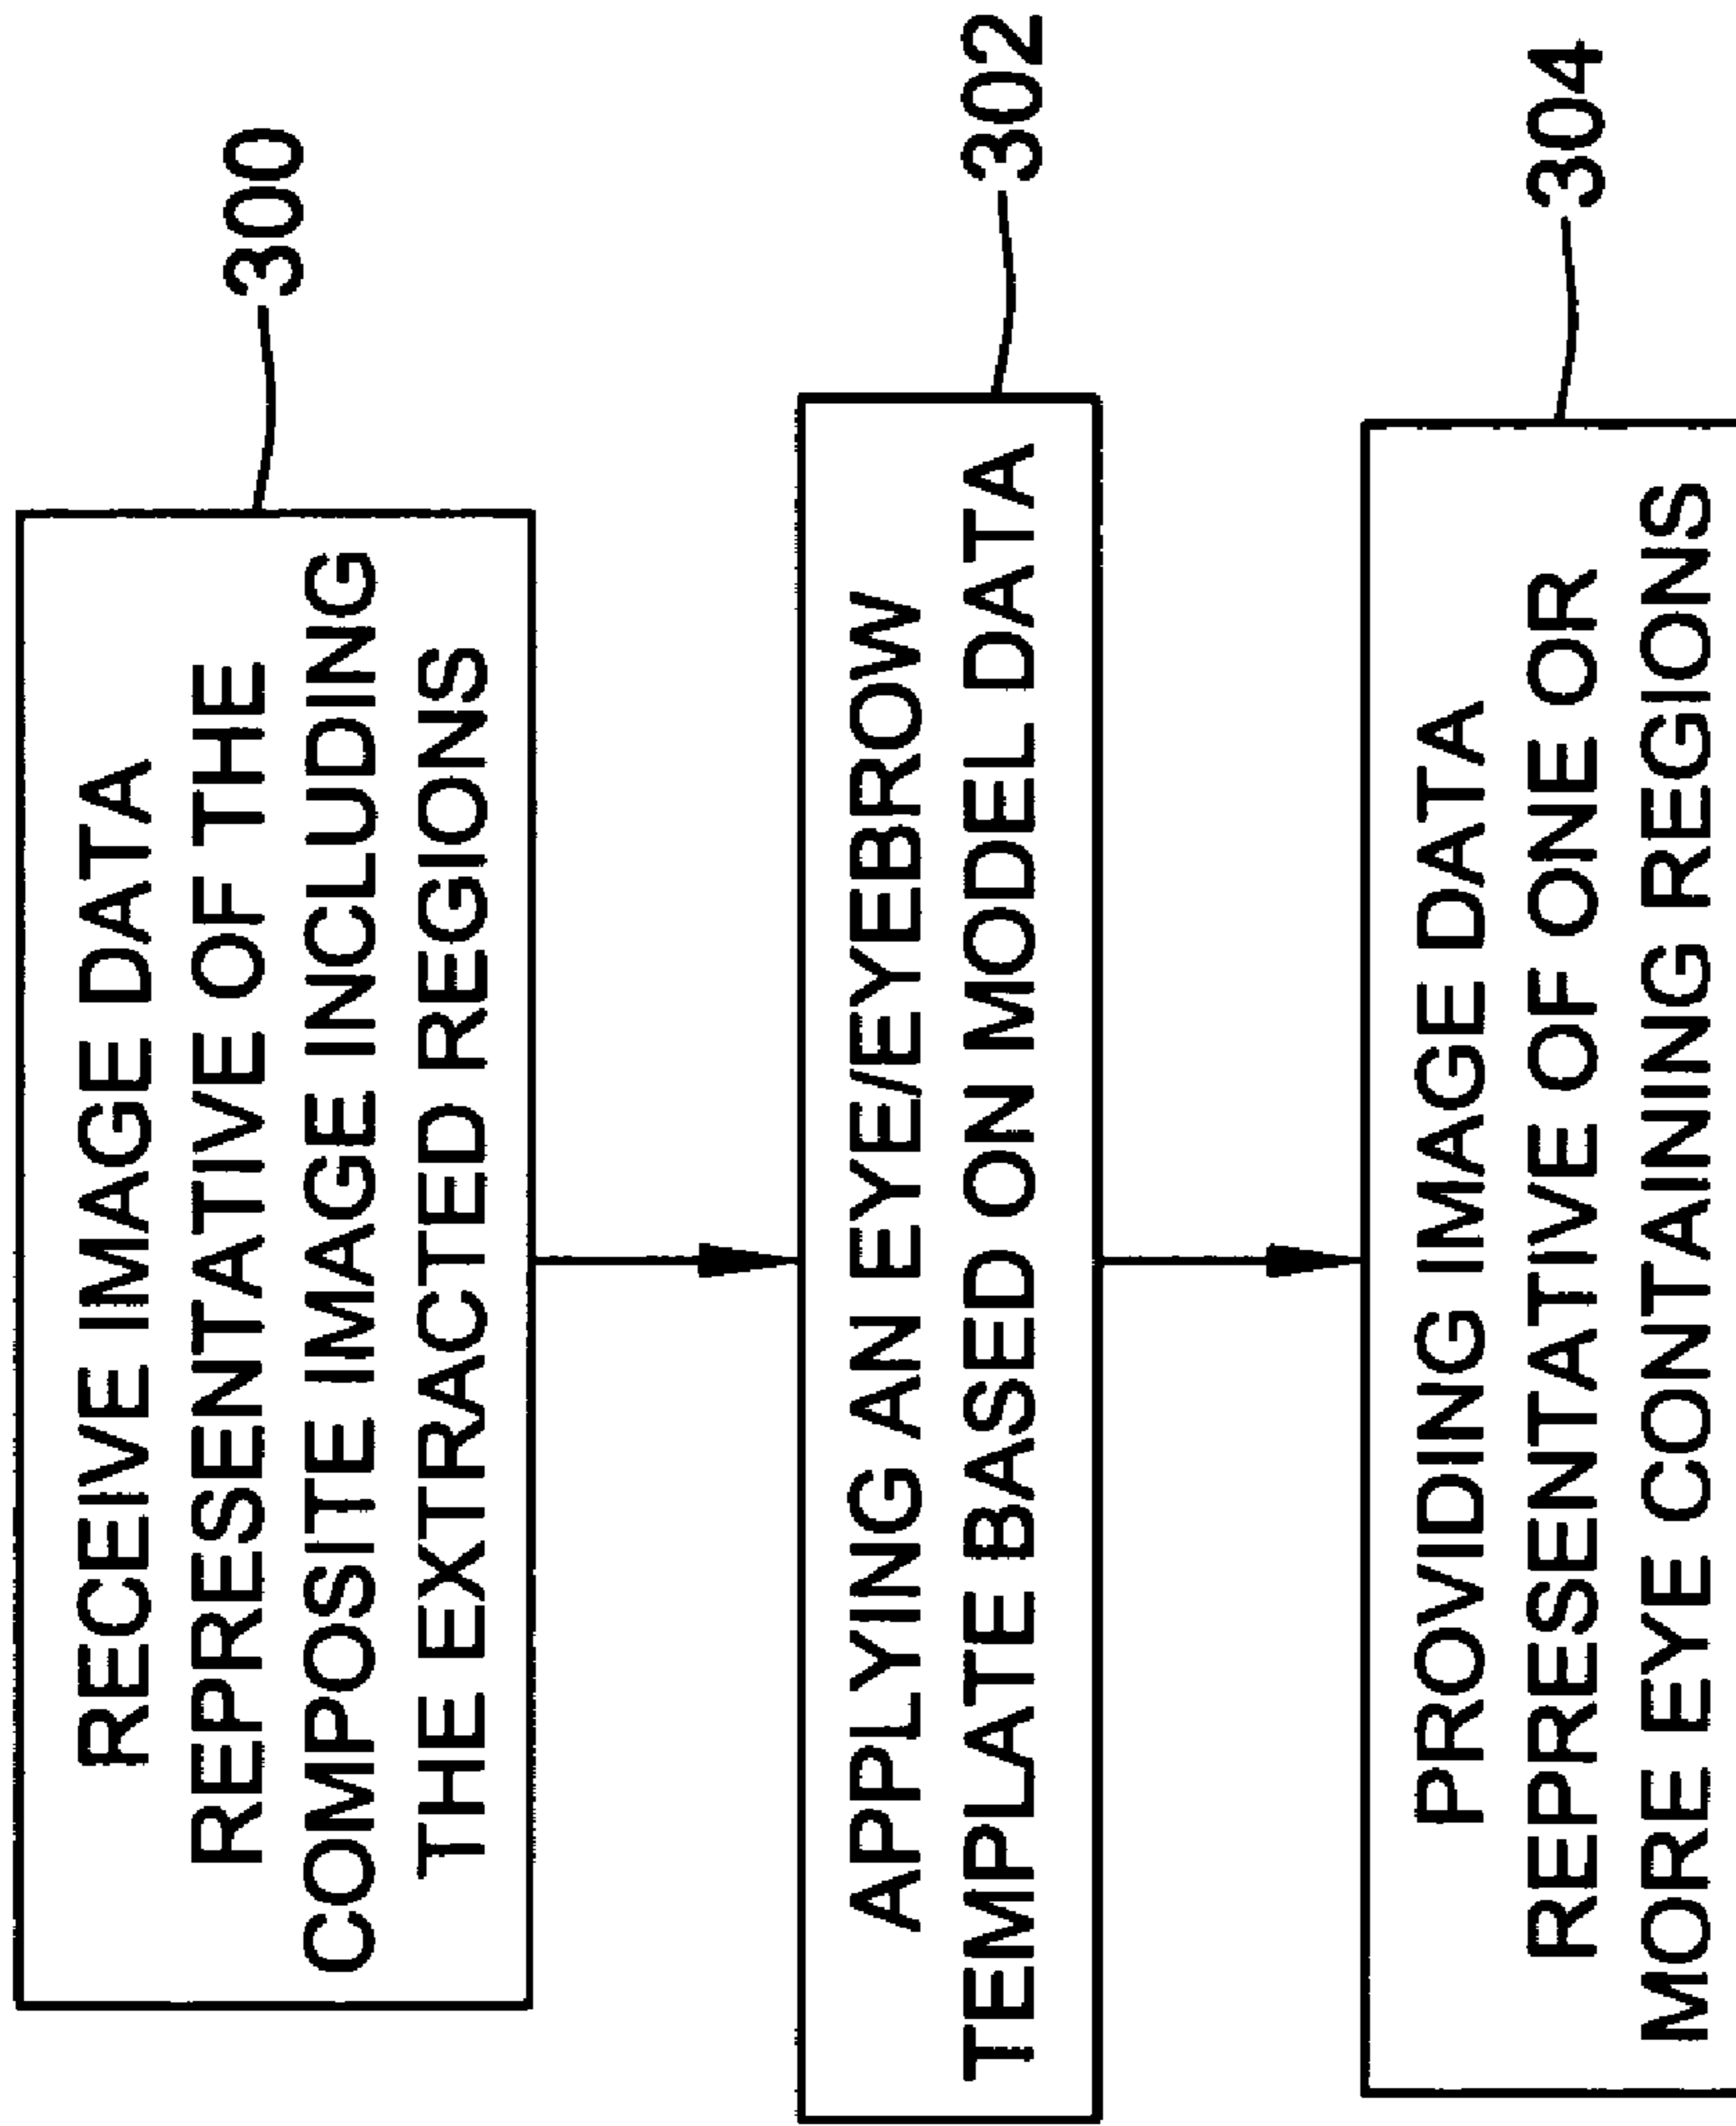 RECEIVE IMAGE DATA
REPRESENTATIVE OF THE
COMPOSITE IMAGE INCLUDING
THE EXTRACTED REGIONS
300
APPLYING AN EYE/EYEBROW
TEMPLATE BASED ON MODEL DATA
302
PROVIDING IMAGE DATA
REPRESENTATIVE OF ONE OR
MORE EYE CONTAINING REGIONS
304